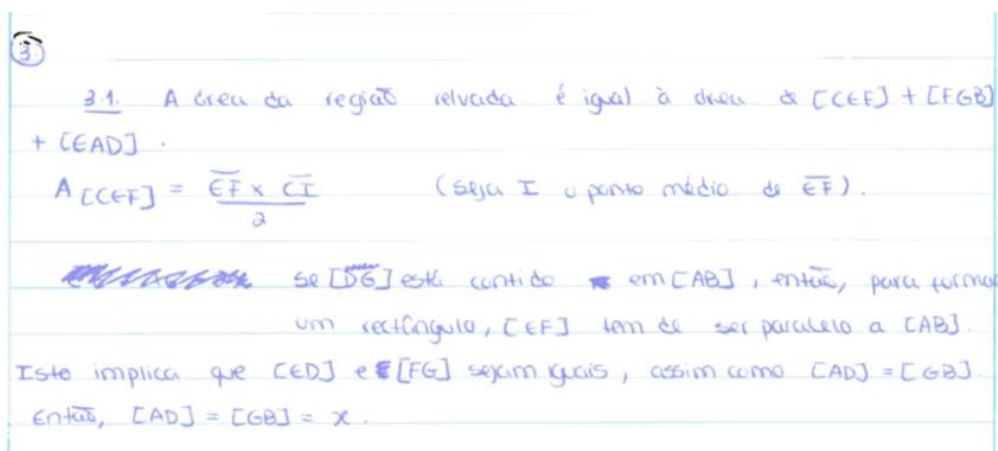 3.
3.1. A área da região relvada é igual à área de [CEF] + [FGB]
+ [EAD].
A [CEF] = EF x CI / 2 (seja I o ponto médio de EF).
se [DG] está contido em [AB], então, para formar
um rectângulo, [EF] tem de ser paralelo a [AB].
Isto implica que [ED] e [FG] sejam iguais, assim como [AD] = [GB].
Então, [AD] = [GB] = x.